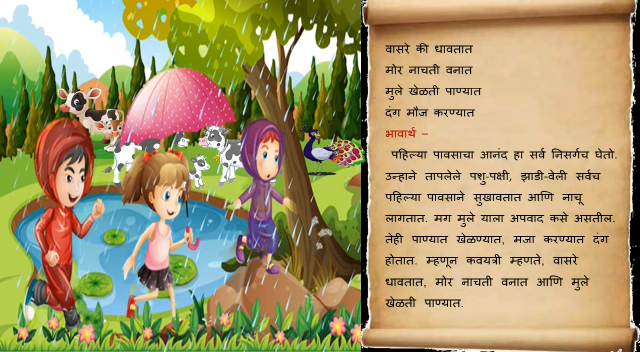 वासरे की धावतात
मोर नाचती वनात
मुले खेळती पाण्यात
दंग मौज करण्यात
भावार्थ –
पहिल्या पावसाचा आनंद हा सर्व निसर्गच घेतो.
उन्हाने तापलेले पशु-पक्षी, झाडी-वेली सर्वच
पहिल्या पावसाने सुखावतात आणि नाचू
लागतात. मग मुले याला अपवाद कसे असतील.
तेही पाण्यात खेळण्यात, मजा करण्यात दंग
होतात. म्हणून कवयत्री म्हणते, वासरे
धावतात, मोर नाचती वनात आणि मुले
खेळती पाण्यात.